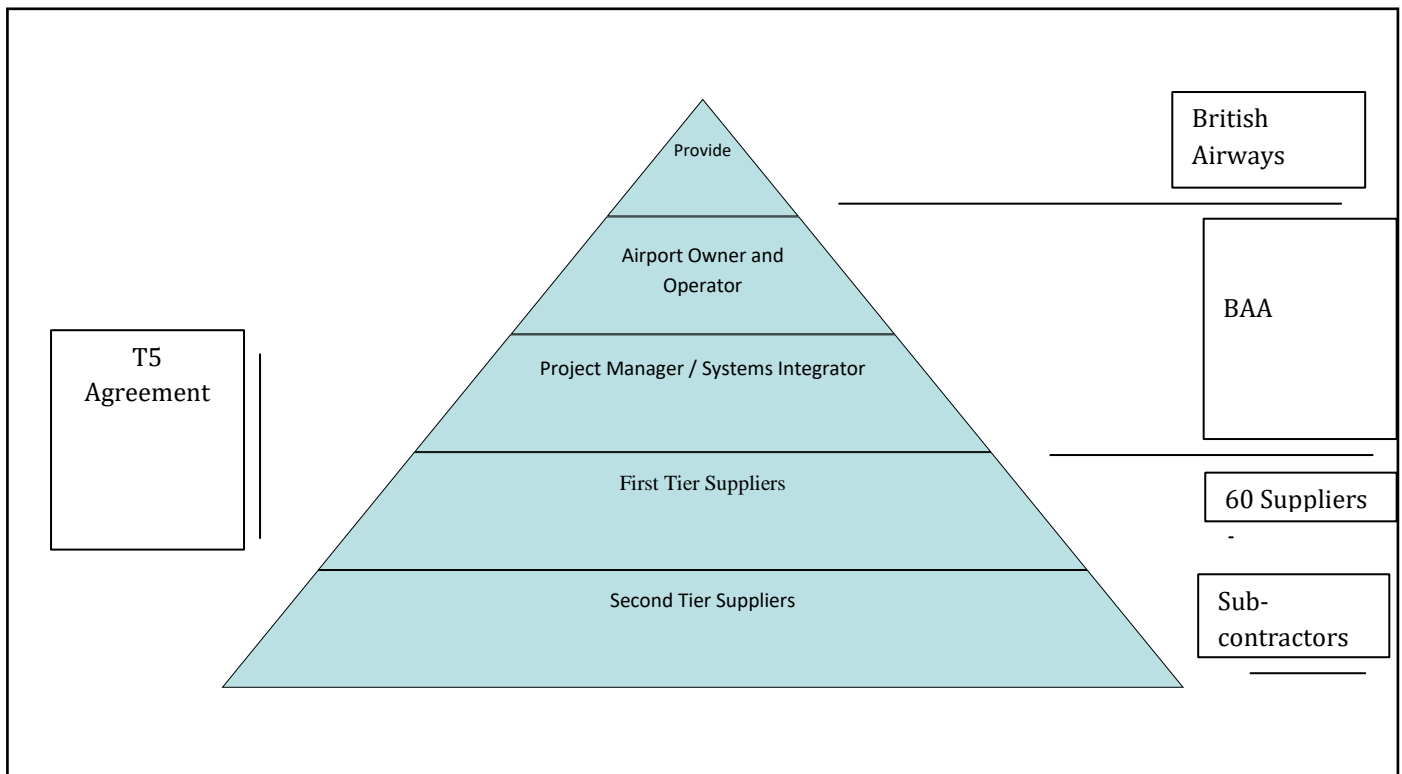 British
Airways
Provide
Airport Owner and
Operator
BAA
T5
Agreement
Project Manager / Systems Integrator
First Tier Suppliers
60 Suppliers
-
Second Tier Suppliers
Sub-
contractors